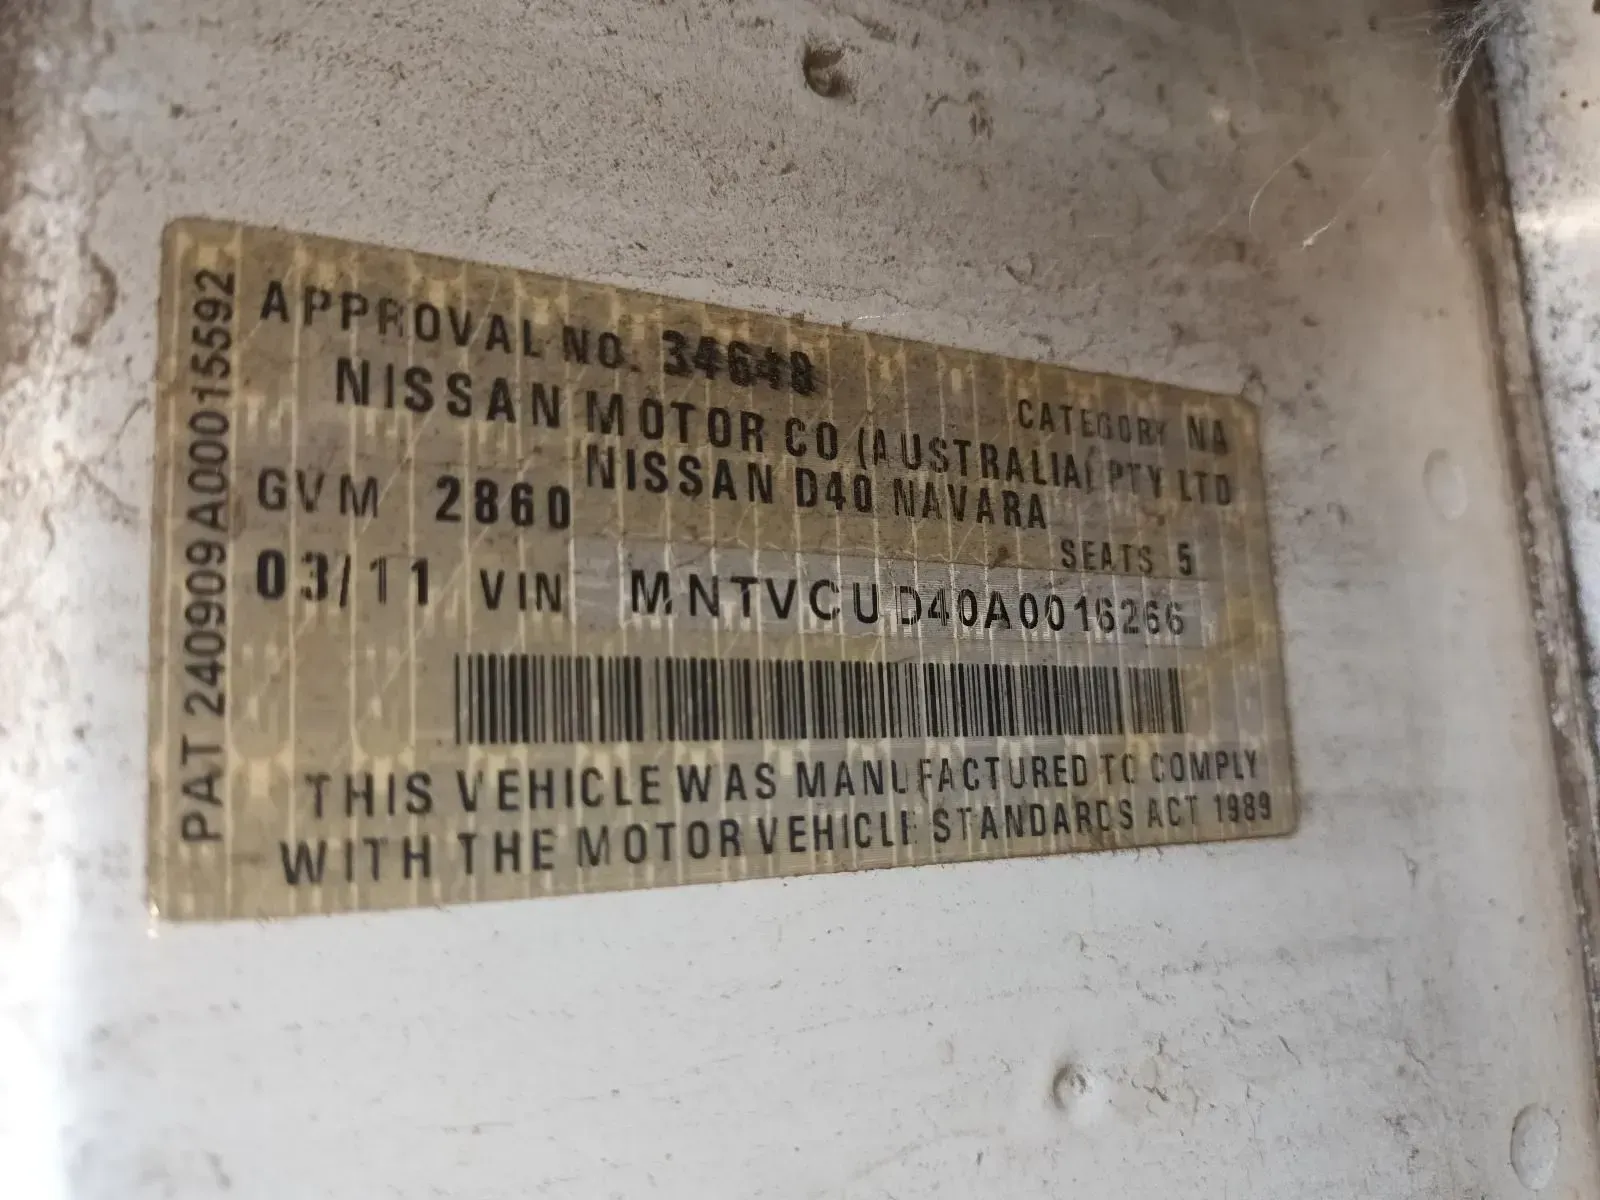 APPROVAL NO. 34648
CATEGORY NA
NISSAN MOTOR CO (AUSTRALIA) PTY LTD
NISSAN D40 NAVARA
GVM 2860
SEATS 5
03/11 VIN MNTVCUD40A0016266
THIS VEHICLE WAS MANUFACTURED TO COMPLY
WITH THE MOTOR VEHICLE STANDARDS ACT 1989
PAT 240909A00015592